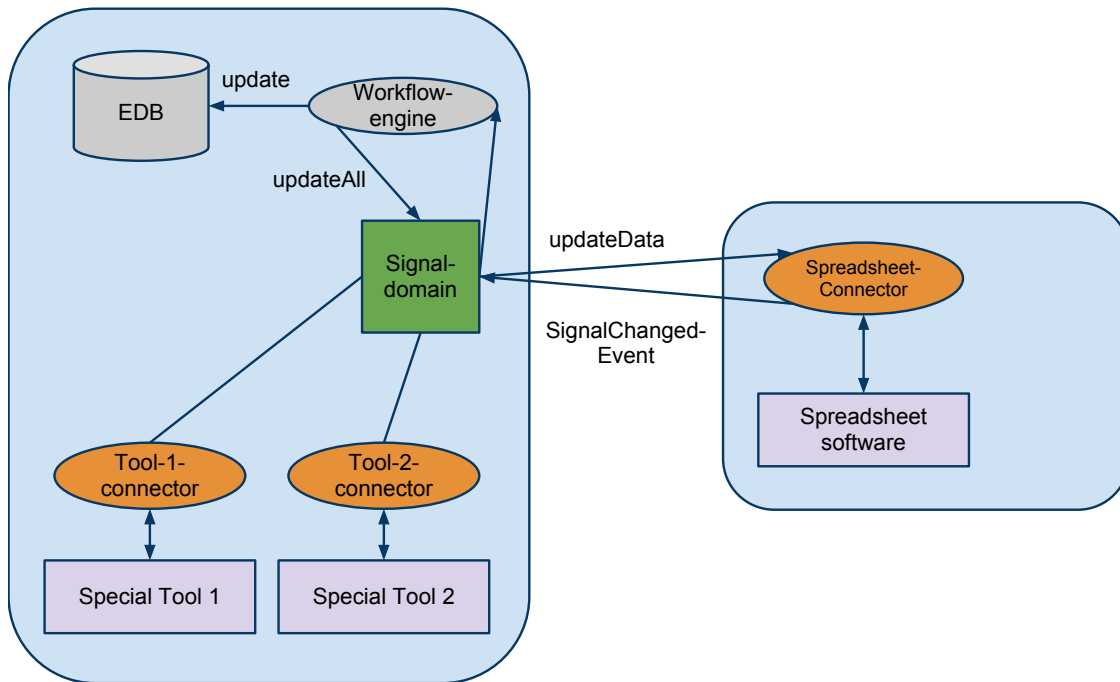 update
EDB
Workflow-
engine
updateAll
Signal-
domain
updateData
SignalChanged-
Event
Spreadsheet-
Connector
Spreadsheet
software
Tool-1-
connector
Tool-2-
connector
Special Tool 1
Special Tool 2